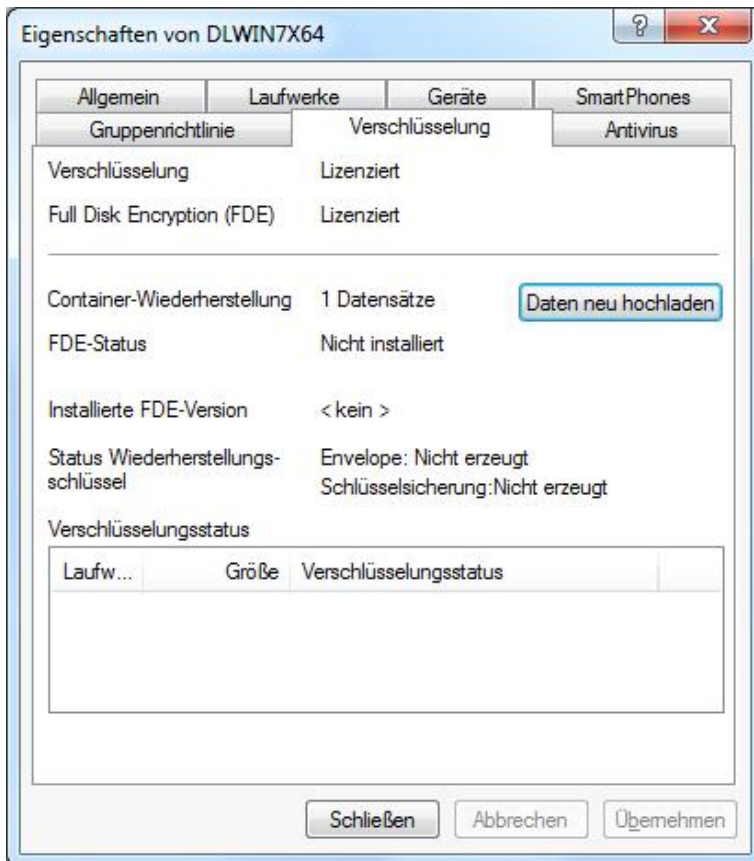 Eigenschaften von DLWIN7X64
Allgemein Laufwerke Geräte SmartPhones
Gruppenrichtlinie Verschlüsselung Antivirus
Verschlüsselung Lizenziert
Full Disk Encryption (FDE) Lizenziert
Container-Wiederherstellung 1 Datensätze Daten neu hochladen
FDE-Status Nicht installiert
Installierte FDE-Version < kein >
Status Wiederherstellungs- Envelope: Nicht erzeugt
schlüssel Schlüsselsicherung:Nicht erzeugt
Verschlüsselungsstatus
Laufw... Größe Verschlüsselungsstatus
Schließen Abbrechen Übernehmen